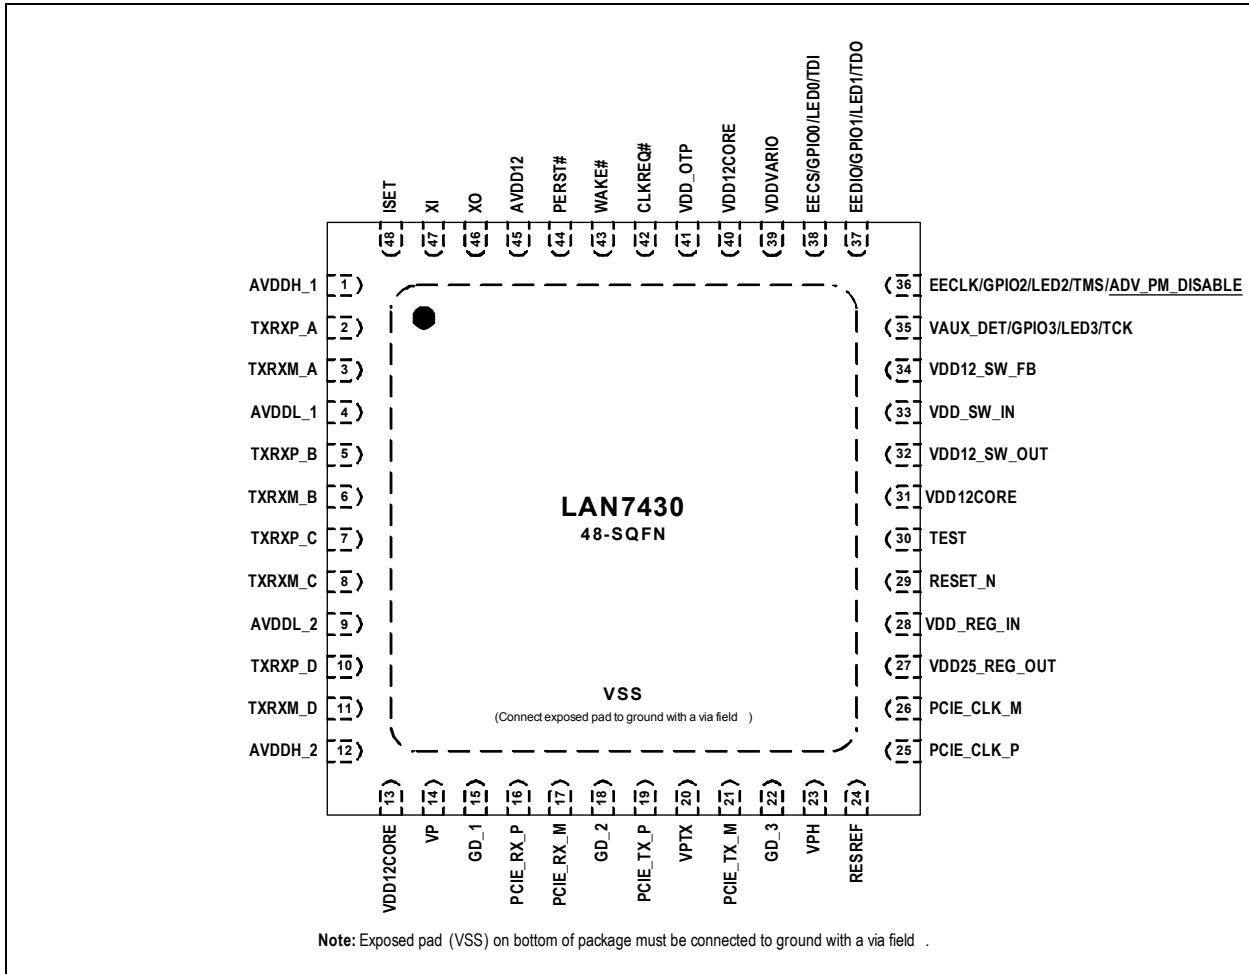 ISET
XI
XO
AVDD12
PERST#
WAKE#
CLKREQ#
VDD_OTP
VDD12CORE
VDDVARIO
EECS/GPIO0/LED0/TDI
EEDIO/GPIO1/LED1/TDO
48
47
46
45
44
43
42
41
40
39
38
37
AVDDH_1 1
TXRXP_A 2
TXRXM_A 3
AVDDL_1 4
TXRXP_B 5
TXRXM_B 6
TXRXP_C 7
TXRXM_C 8
AVDDL_2 9
TXRXP_D 10
TXRXM_D 11
AVDDH_2 12
36 EECLK/GPIO2/LED2/TMS/ADV_PM_DISABLE
35 VAUX_DET/GPIO3/LED3/TCK
34 VDD12_SW_FB
33 VDD_SW_IN
32 VDD12_SW_OUT
31 VDD12CORE
30 TEST
29 RESET_N
28 VDD_REG_IN
27 VDD25_REG_OUT
26 PCIE_CLK_M
25 PCIE_CLK_P
LAN7430
48-SQFN
VSS
(Connect exposed pad to ground with a via field )
13
14
15
16
17
18
19
20
21
22
23
24
VDD12CORE
VP
GD_1
PCIE_RX_P
PCIE_RX_M
GD_2
PCIE_TX_P
VPTX
PCIE_TX_M
GD_3
VPH
RESREF
Note: Exposed pad (VSS) on bottom of package must be connected to ground with a via field .